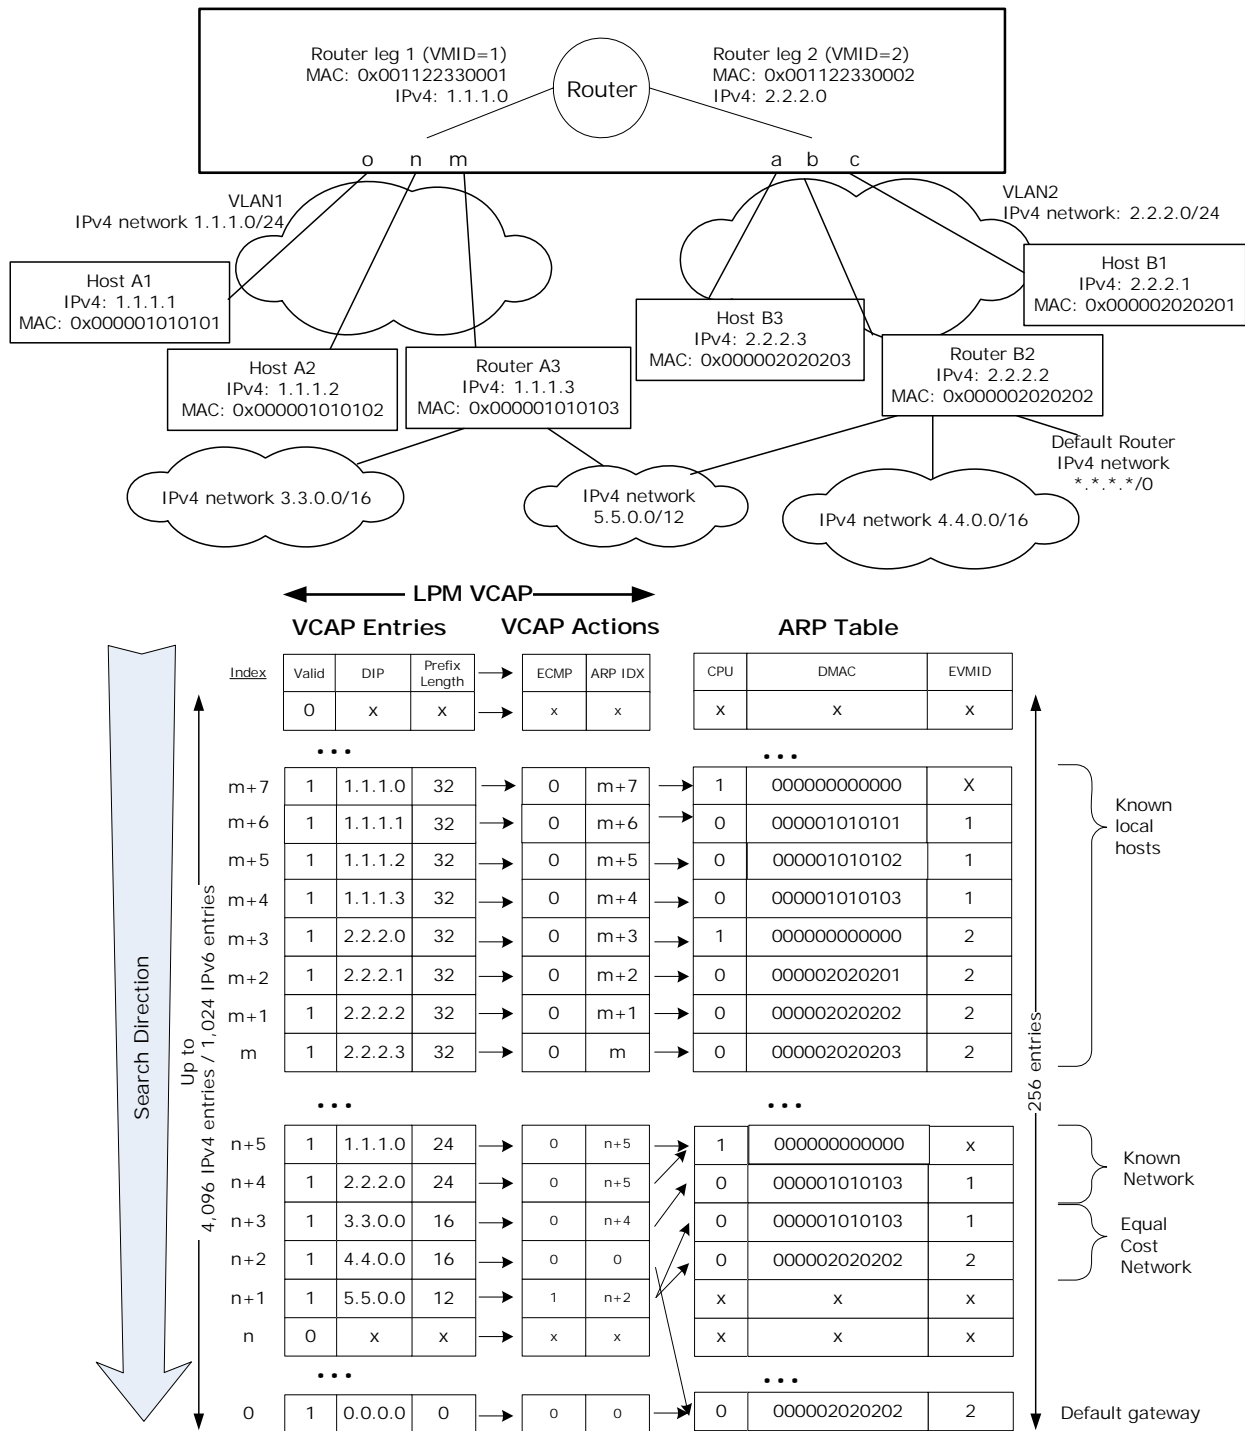 Router leg 1 (VMID=1)
MAC: 0x001122330001
IPv4: 1.1.1.0
Router
Router leg 2 (VMID=2)
MAC: 0x001122330002
IPv4: 2.2.2.0
o n m
a b c
VLAN1
IPv4 network 1.1.1.0/24
VLAN2
IPv4 network: 2.2.2.0/24
Host A1
IPv4: 1.1.1.1
MAC: 0x000001010101
Host A2
IPv4: 1.1.1.2
MAC: 0x000001010102
Router A3
IPv4: 1.1.1.3
MAC: 0x000001010103
Host B3
IPv4: 2.2.2.3
MAC: 0x000002020203
Host B1
IPv4: 2.2.2.1
MAC: 0x000002020201
Router B2
IPv4: 2.2.2.2
MAC: 0x000002020202
Default Router
IPv4 network
*.*.*.*/0
IPv4 network 3.3.0.0/16
IPv4 network
5.5.0.0/12
IPv4 network 4.4.0.0/16
LPM VCAP
VCAP Entries VCAP Actions ARP Table
Index Valid DIP Prefix Length ECMP ARP IDX CPU DMAC EVMID
0 x x x x x x x
... ...
m+7 1 1.1.1.0 32 0 m+7 1 000000000000 X
m+6 1 1.1.1.1 32 0 m+6 0 000001010101 1
m+5 1 1.1.1.2 32 0 m+5 0 000001010102 1
m+4 1 1.1.1.3 32 0 m+4 0 000001010103 1
m+3 1 2.2.2.0 32 0 m+3 1 000000000000 2
m+2 1 2.2.2.1 32 0 m+2 0 000002020201 2
m+1 1 2.2.2.2 32 0 m+1 0 000002020202 2
m 1 2.2.2.3 32 0 m 0 000002020203 2
... ...
n+5 1 1.1.1.0 24 0 n+5 1 000000000000 x
n+4 1 2.2.2.0 24 0 n+5 0 000001010103 1
n+3 1 3.3.0.0 16 0 n+4 0 000001010103 1
n+2 1 4.4.0.0 16 0 0 0 000002020202 2
n+1 1 5.5.0.0 12 1 n+2 x x x
n 0 x x x x x x x
... ...
0 1 0.0.0.0 0 0 0 0 000002020202 2
Search Direction
Up to
4,096 IPv4 entries / 1,024 IPv6 entries
256 entries
Known
local
hosts
Known
Network
Equal
Cost
Network
Default gateway